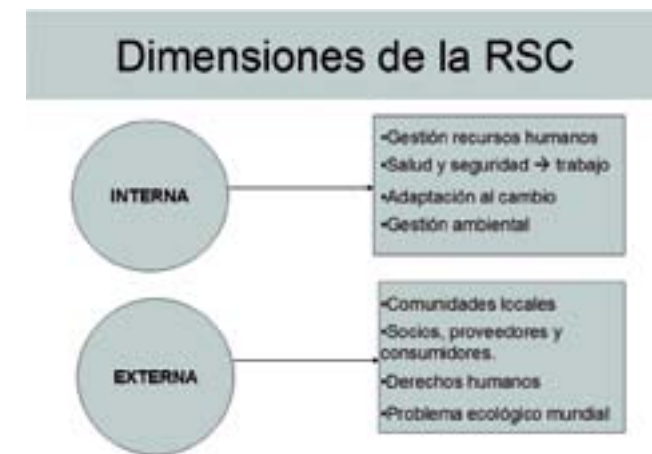 Dimensiones de la RSC
INTERNA
•Gestión recursos humanos
•Salud y seguridad → trabajo
•Adaptación al cambio
•Gestión ambiental
EXTERNA
•Comunidades locales
•Socios, proveedores y
consumidores.
•Derechos humanos
•Problema ecológico mundial